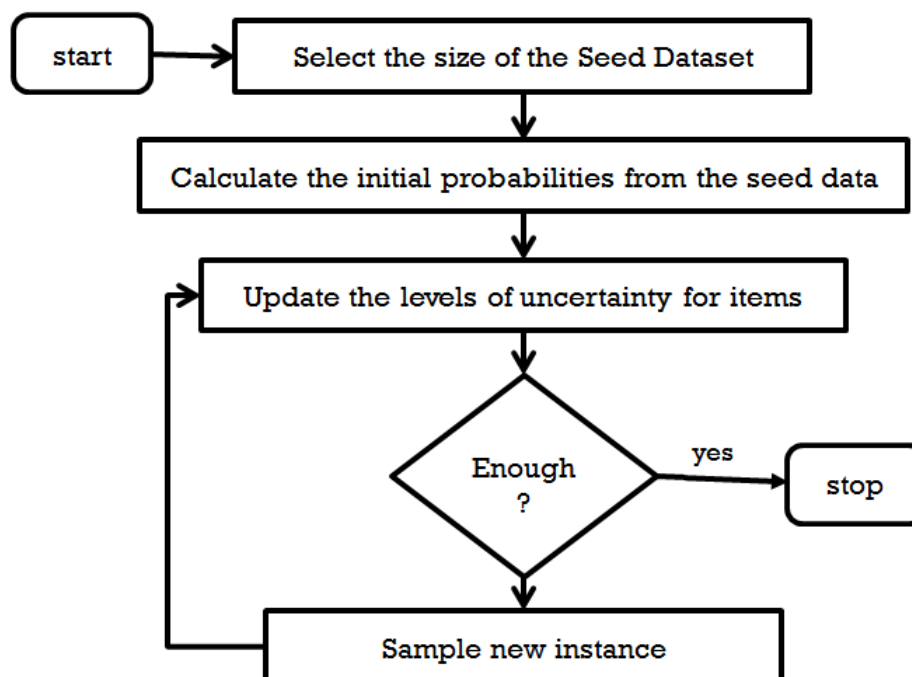 start
Select the size of the Seed Dataset
Calculate the initial probabilities from the seed data
Update the levels of uncertainty for items
Enough
?
yes
stop
Sample new instance